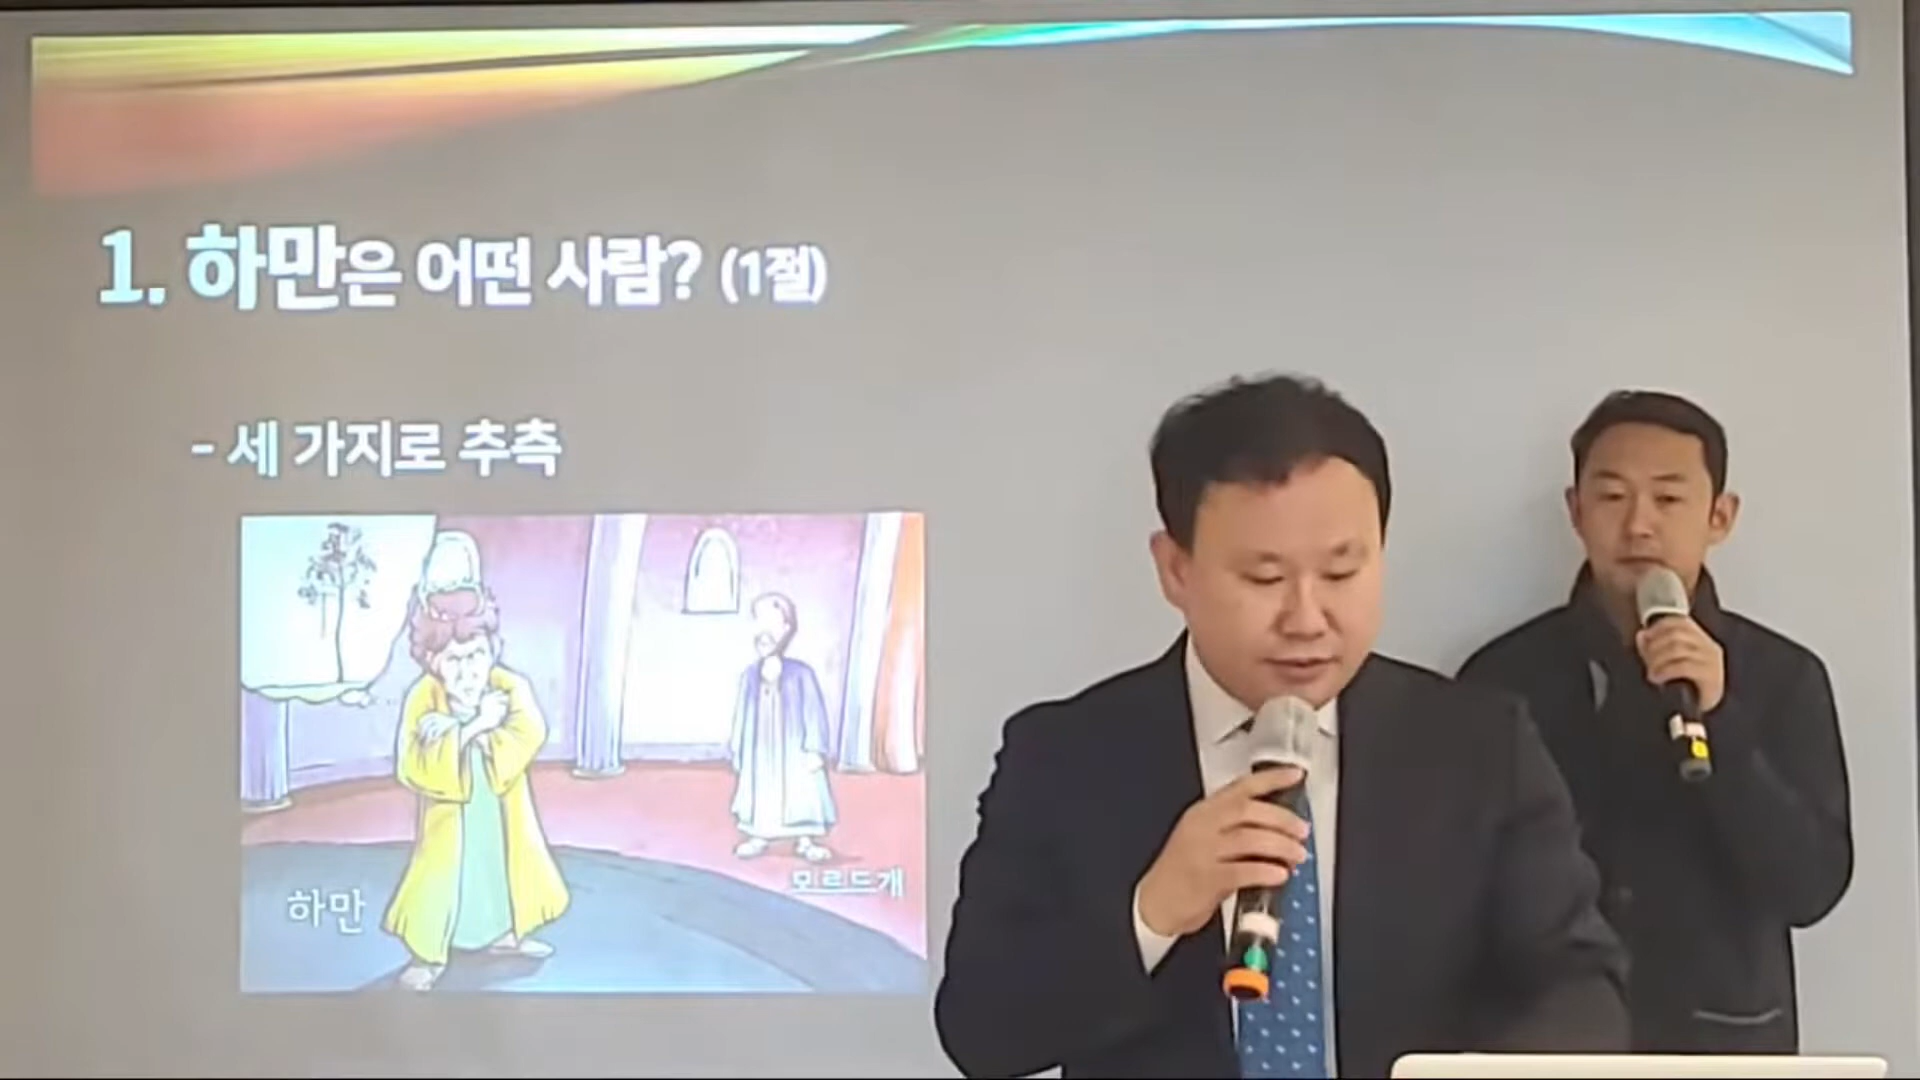 1. 하만은 어떤 사람? (1절)
- 세 가지로 추측
하만
모르드개